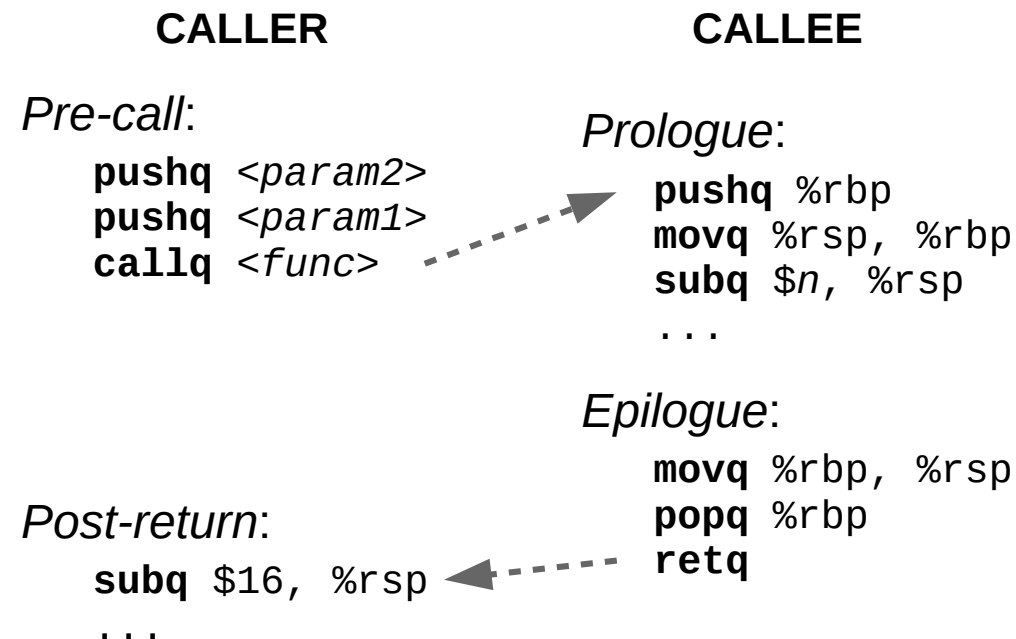 CALLER
Pre-call:
pushq <param2>
pushq <param1>
callq <func>
Post-return:
subq $16, %rsp
...
CALLEE
Prologue:
pushq %rbp
movq %rsp, %rbp
subq $n, %rsp
...
Epilogue:
movq %rbp, %rsp
popq %rbp
retq